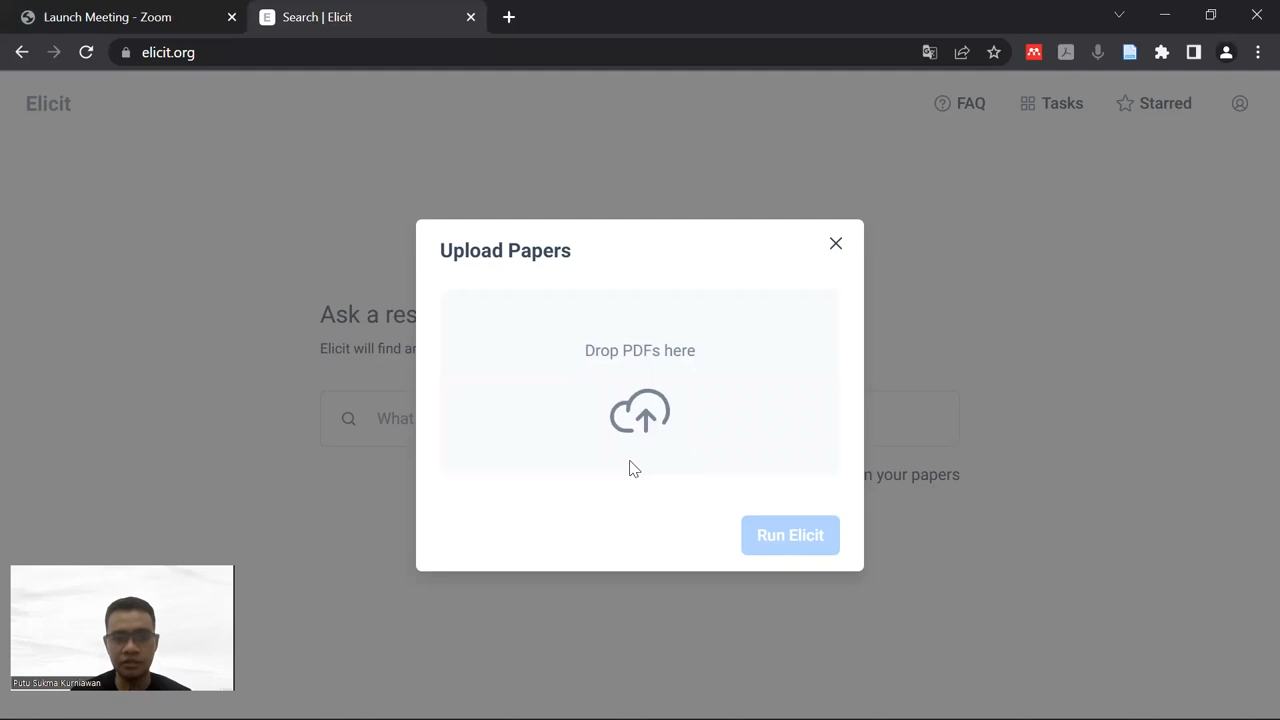 Launch Meeting - Zoom
E Search | Elicit
elicit.org
Elicit
FAQ
Tasks
Starred
Upload Papers
Ask a res
Drop PDFs here
Elicit will find ar
What
n your papers
Run Elicit
Putu Sukma Kurniawan